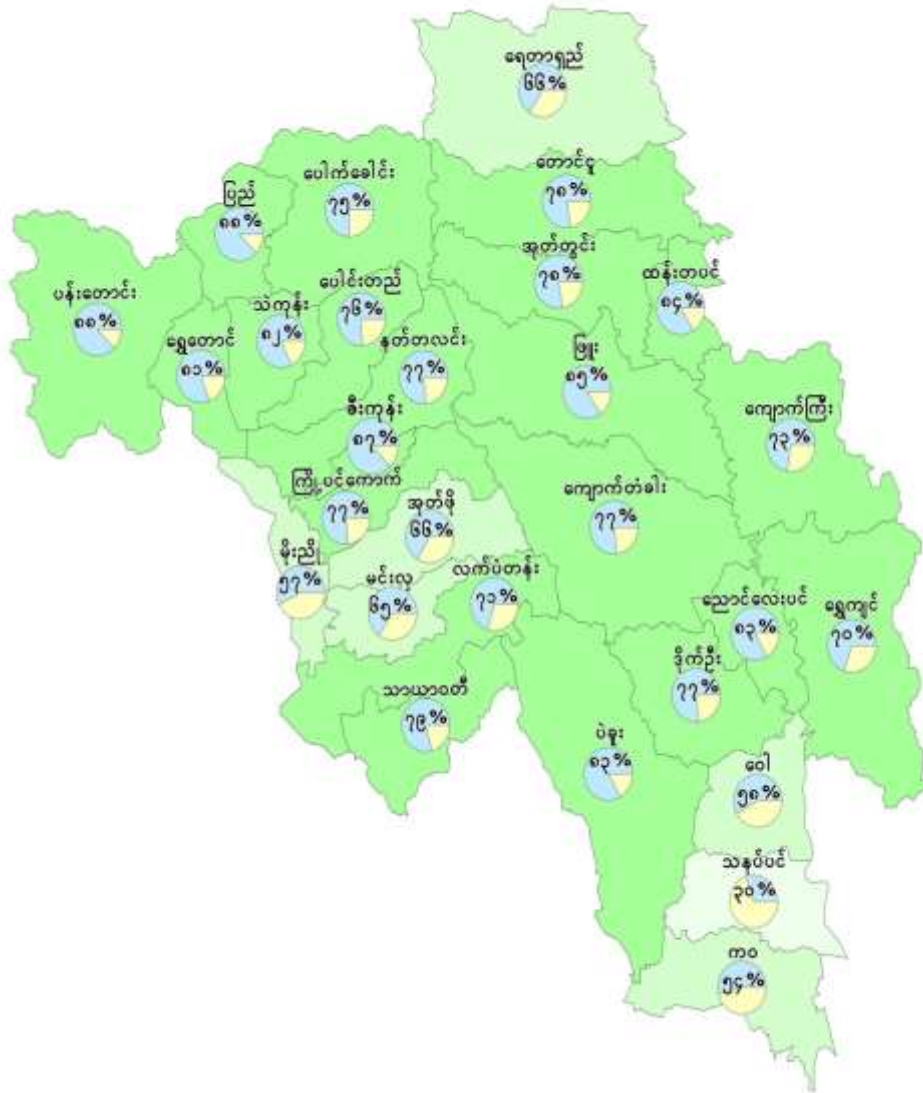 ရေတာရှည်
၆၆%
တောင်ငူ
၇၈%
ပေါက်ခေါင်း
၇၅%
ပြည်
၈၈%
အုတ်တွင်း
၇၈%
ထန်းတပင်
၈၄%
ပန်းတောင်း
၈၈%
ပေါင်းတည်
၇၆%
သဲကုန်း
၈၂%
ရွှေတောင်
၈၁%
နတ်တလင်း
၇၇%
ဖြူး
၈၅%
ကျောက်ကြီး
၇၃%
ဇီးကုန်း
၈၇%
ကြို့ပင်ကောက်
၇၇%
အုတ်ဖို
၆၆%
ကျောက်တံခါး
၇၇%
မိုးညို
၅၇%
မင်းလှ
၆၅%
လက်ပံတန်း
၇၁%
ညောင်လေးပင်
၈၃%
ရွှေကျင်
၇၀%
ဒိုက်ဦး
၇၇%
သာယာဝတီ
၇၉%
ပဲခူး
၈၃%
ဝေါ
၅၈%
သနပ်ပင်
၃၀%
ကဝ
၅၄%